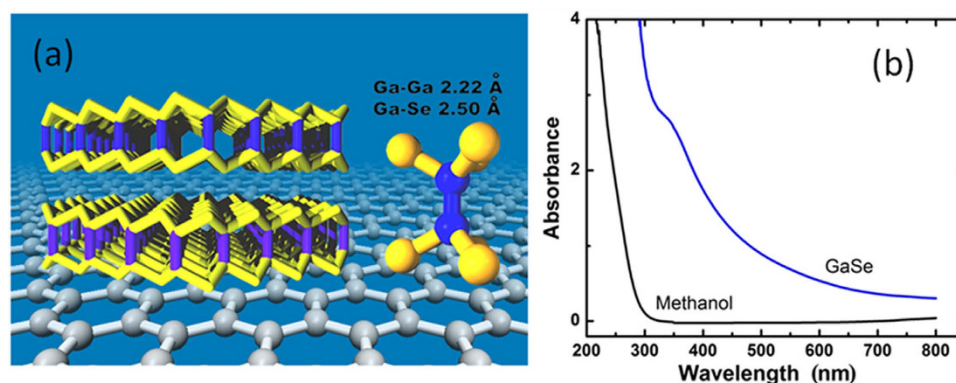 (a)
Ga-Ga 2.22 Å
Ga-Se 2.50 Å
(b)
4
2
0
Absorbance
GaSe
Methanol
200 300 400 500 600 700 800
Wavelength (nm)